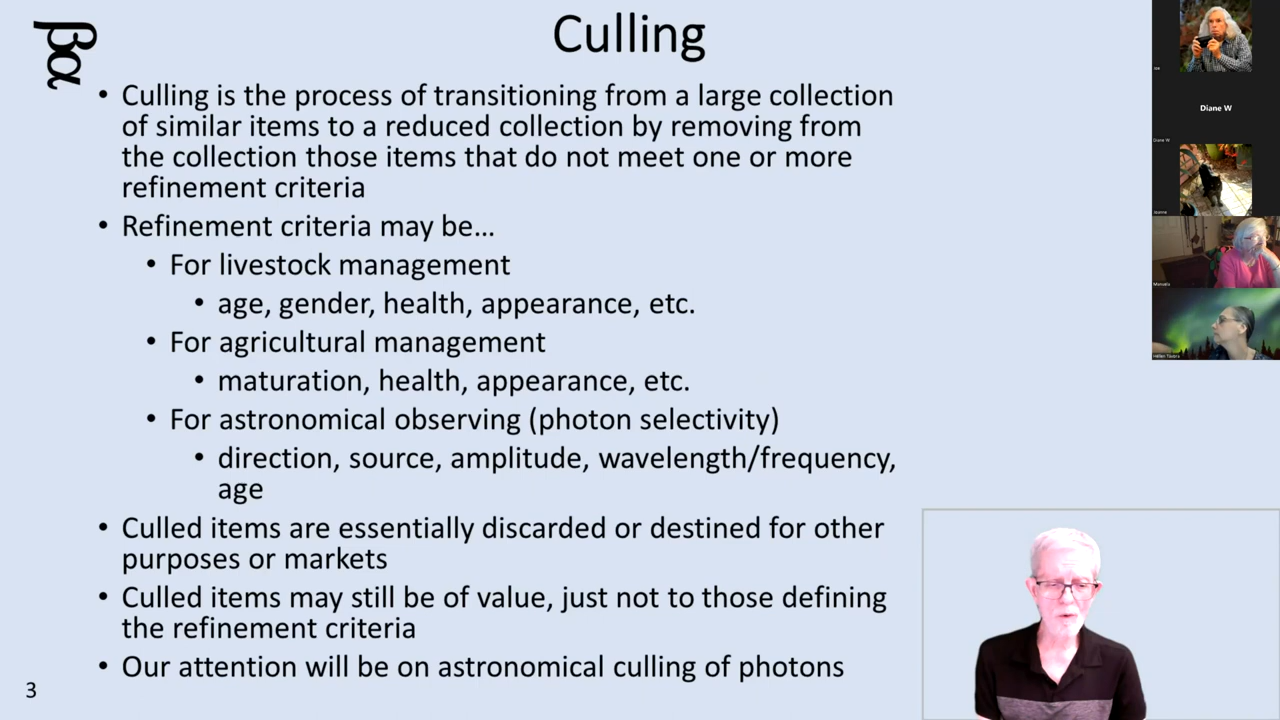 Culling
βα
• Culling is the process of transitioning from a large collection
of similar items to a reduced collection by removing from
the collection those items that do not meet one or more
refinement criteria
• Refinement criteria may be...
• For livestock management
• age, gender, health, appearance, etc.
• For agricultural management
• maturation, health, appearance, etc.
• For astronomical observing (photon selectivity)
• direction, source, amplitude, wavelength/frequency,
age
• Culled items are essentially discarded or destined for other
purposes or markets
• Culled items may still be of value, just not to those defining
the refinement criteria
• Our attention will be on astronomical culling of photons
3
Diane W
Diane W